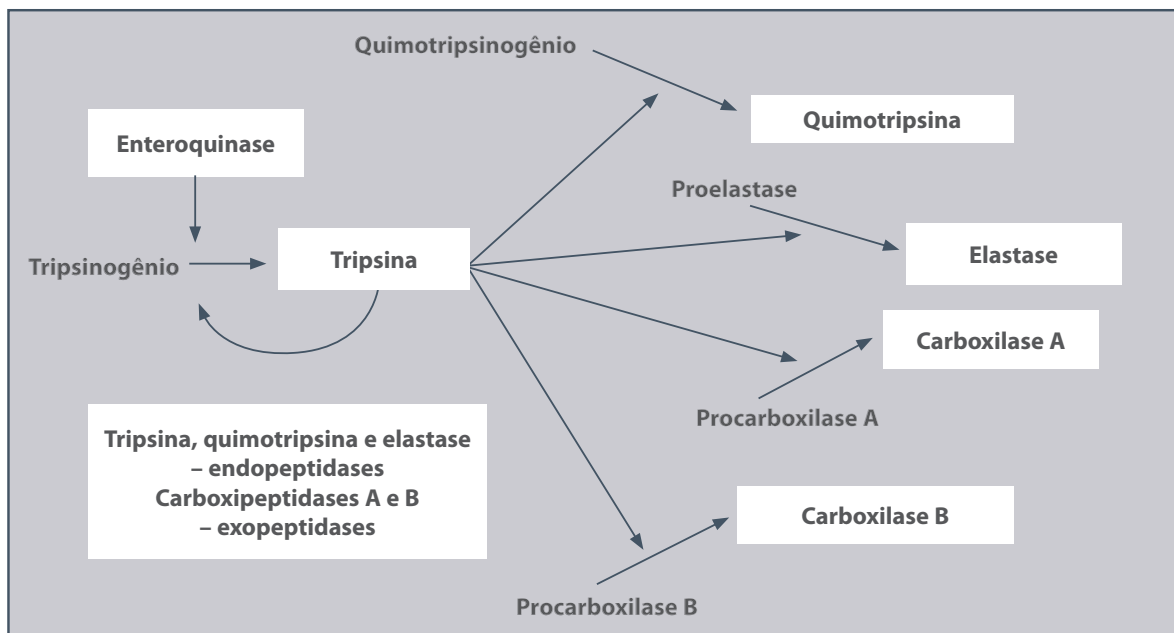 Quimotripsinogênio
Quimotripsina
Enteroquinase
Proelastase
Tripsinogênio
Tripsina
Elastase
Carboxilase A
Procarboxilase A
Tripsina, quimotripsina e elastase
– endopeptidases
Carboxipeptidases A e B
– exopeptidases
Carboxilase B
Procarboxilase B